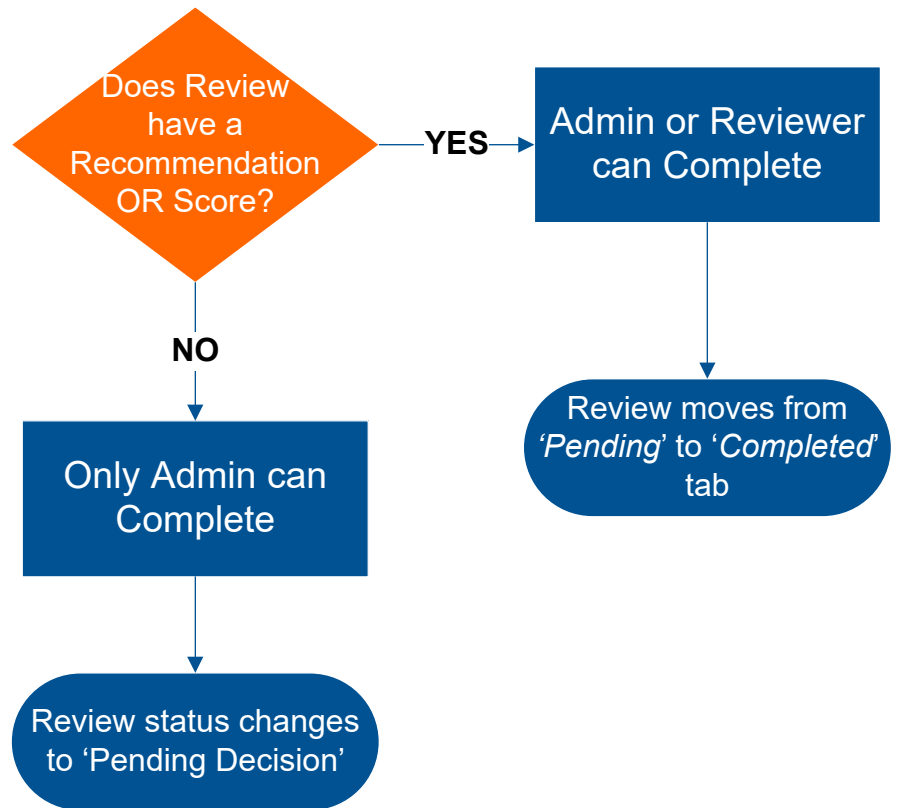 Does Review
have a
Recommendation
OR Score?
YES
Admin or Reviewer
can Complete
NO
Review moves from
‘Pending’ to ‘Completed’
tab
Only Admin can
Complete
Review status changes
to ‘Pending Decision’